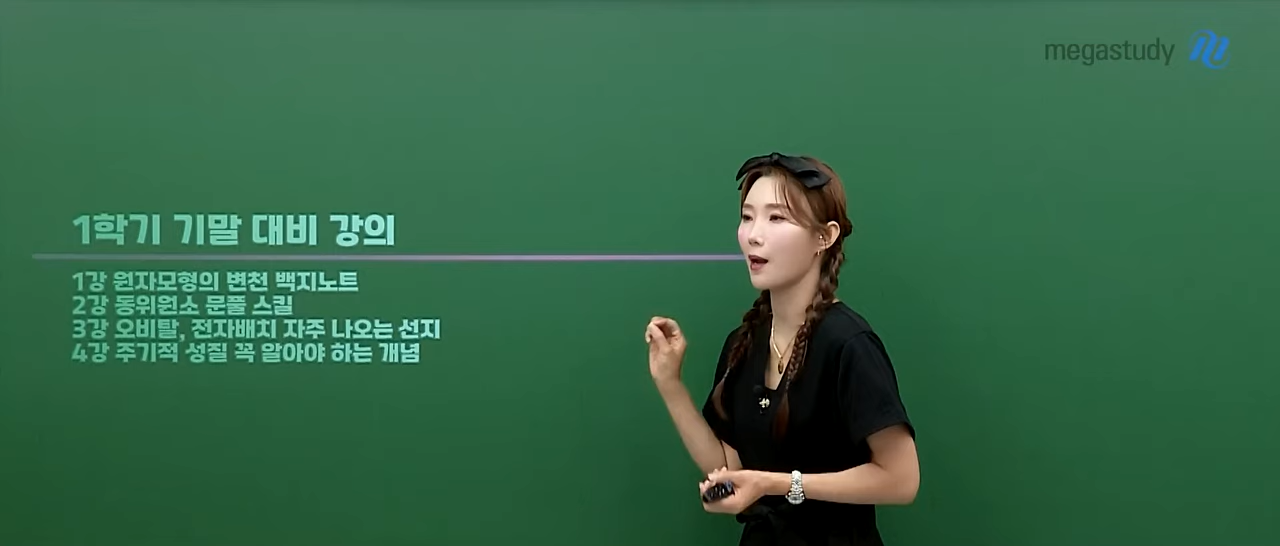 megastudy
1학기 기말 대비 강의
1강 원자모형의 변천 백지노트
2강 동위원소 문풀 스킬
3강 오비탈, 전자배치 자주 나오는 선지
4강 주기적 성질 꼭 알아야 하는 개념